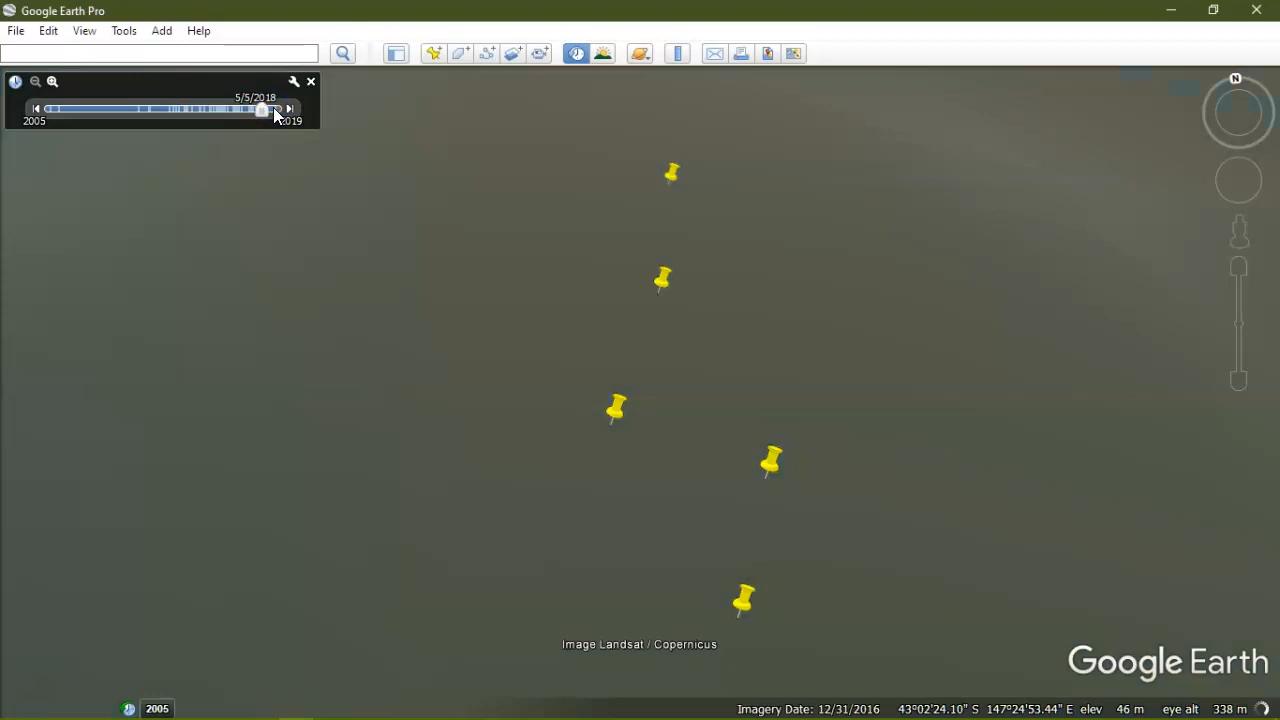 Google Earth Pro
File Edit View Tools Add Help
5/5/2018
2005 2019
N
Image Landsat / Copernicus
Google Earth
2005
Imagery Date: 12/31/2016 43°02'24.10" S 147°24'53.44" E elev 46 m eye alt 338 m